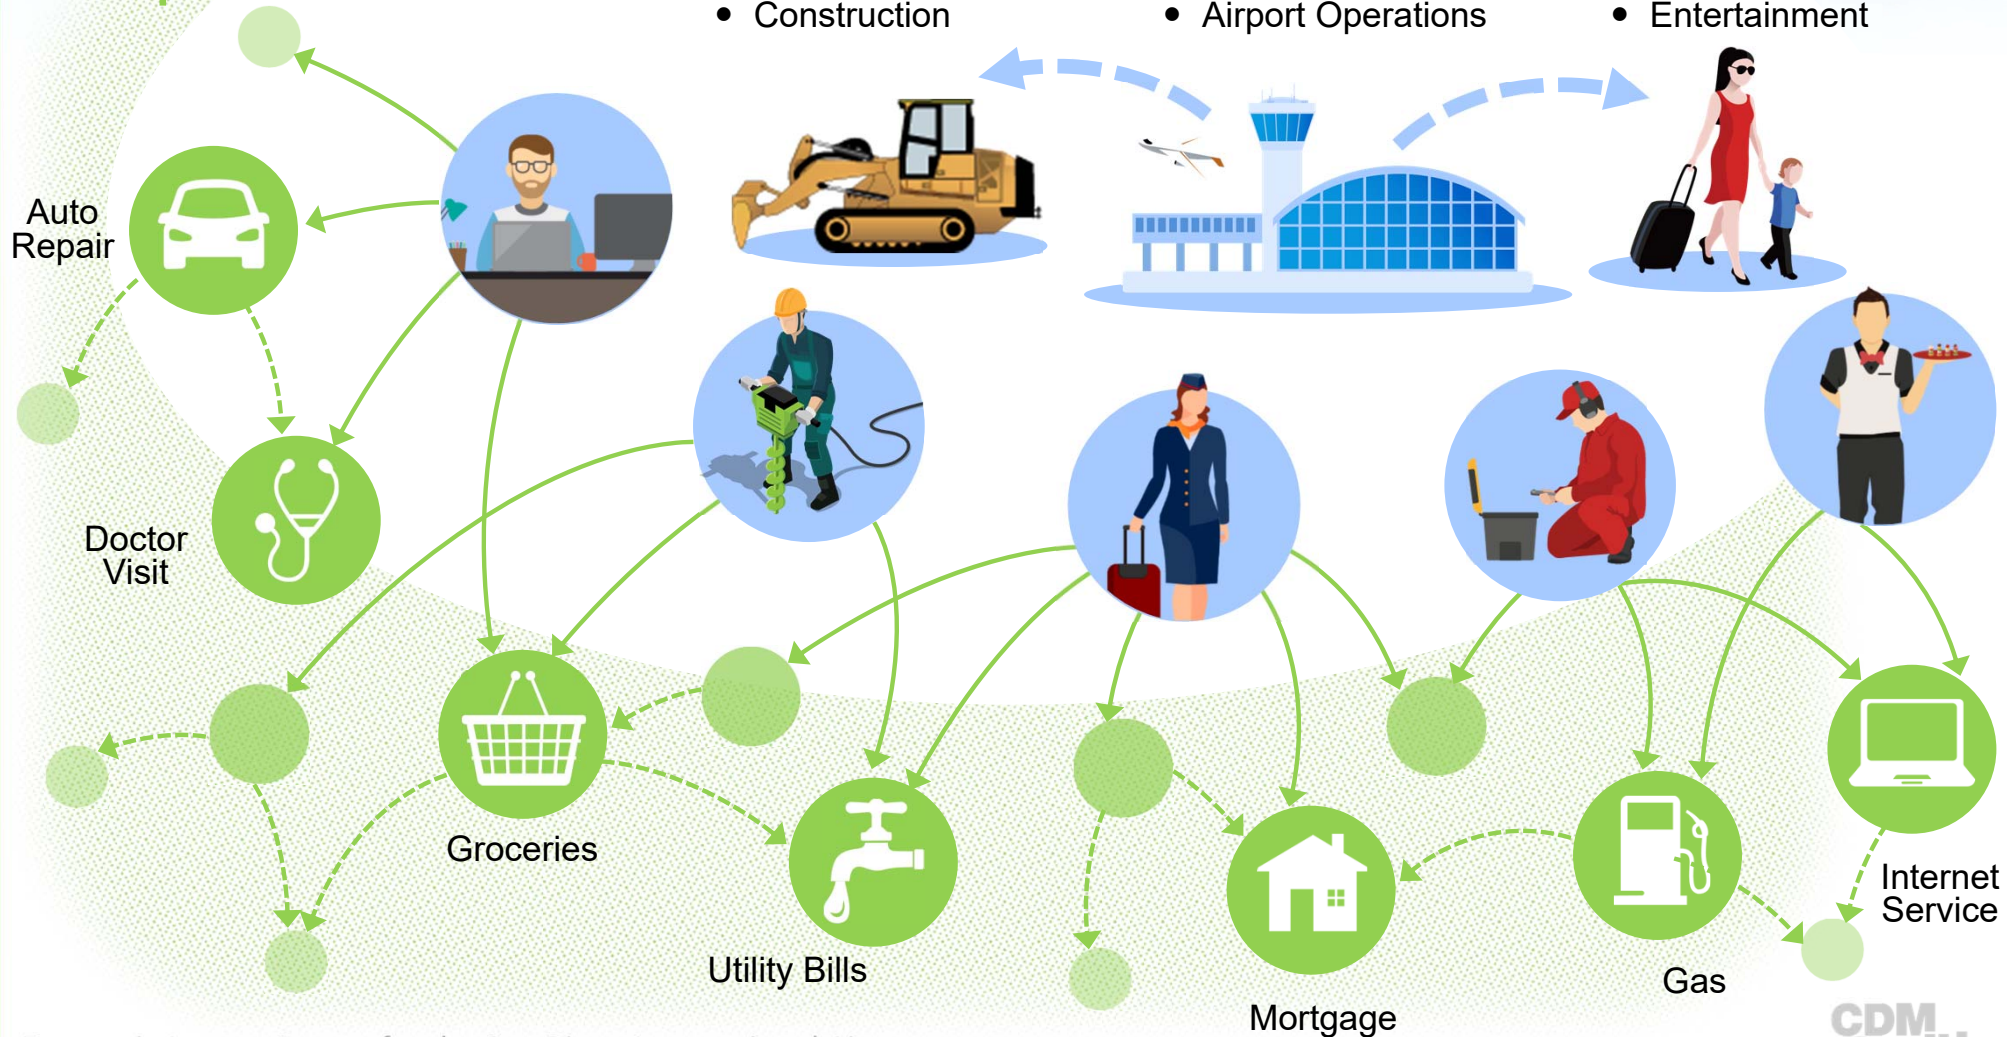 • Construction
• Airport Operations
• Entertainment
Auto
Repair
Doctor
Visit
Groceries
Utility Bills
Mortgage
Gas
Internet
Service
CDM